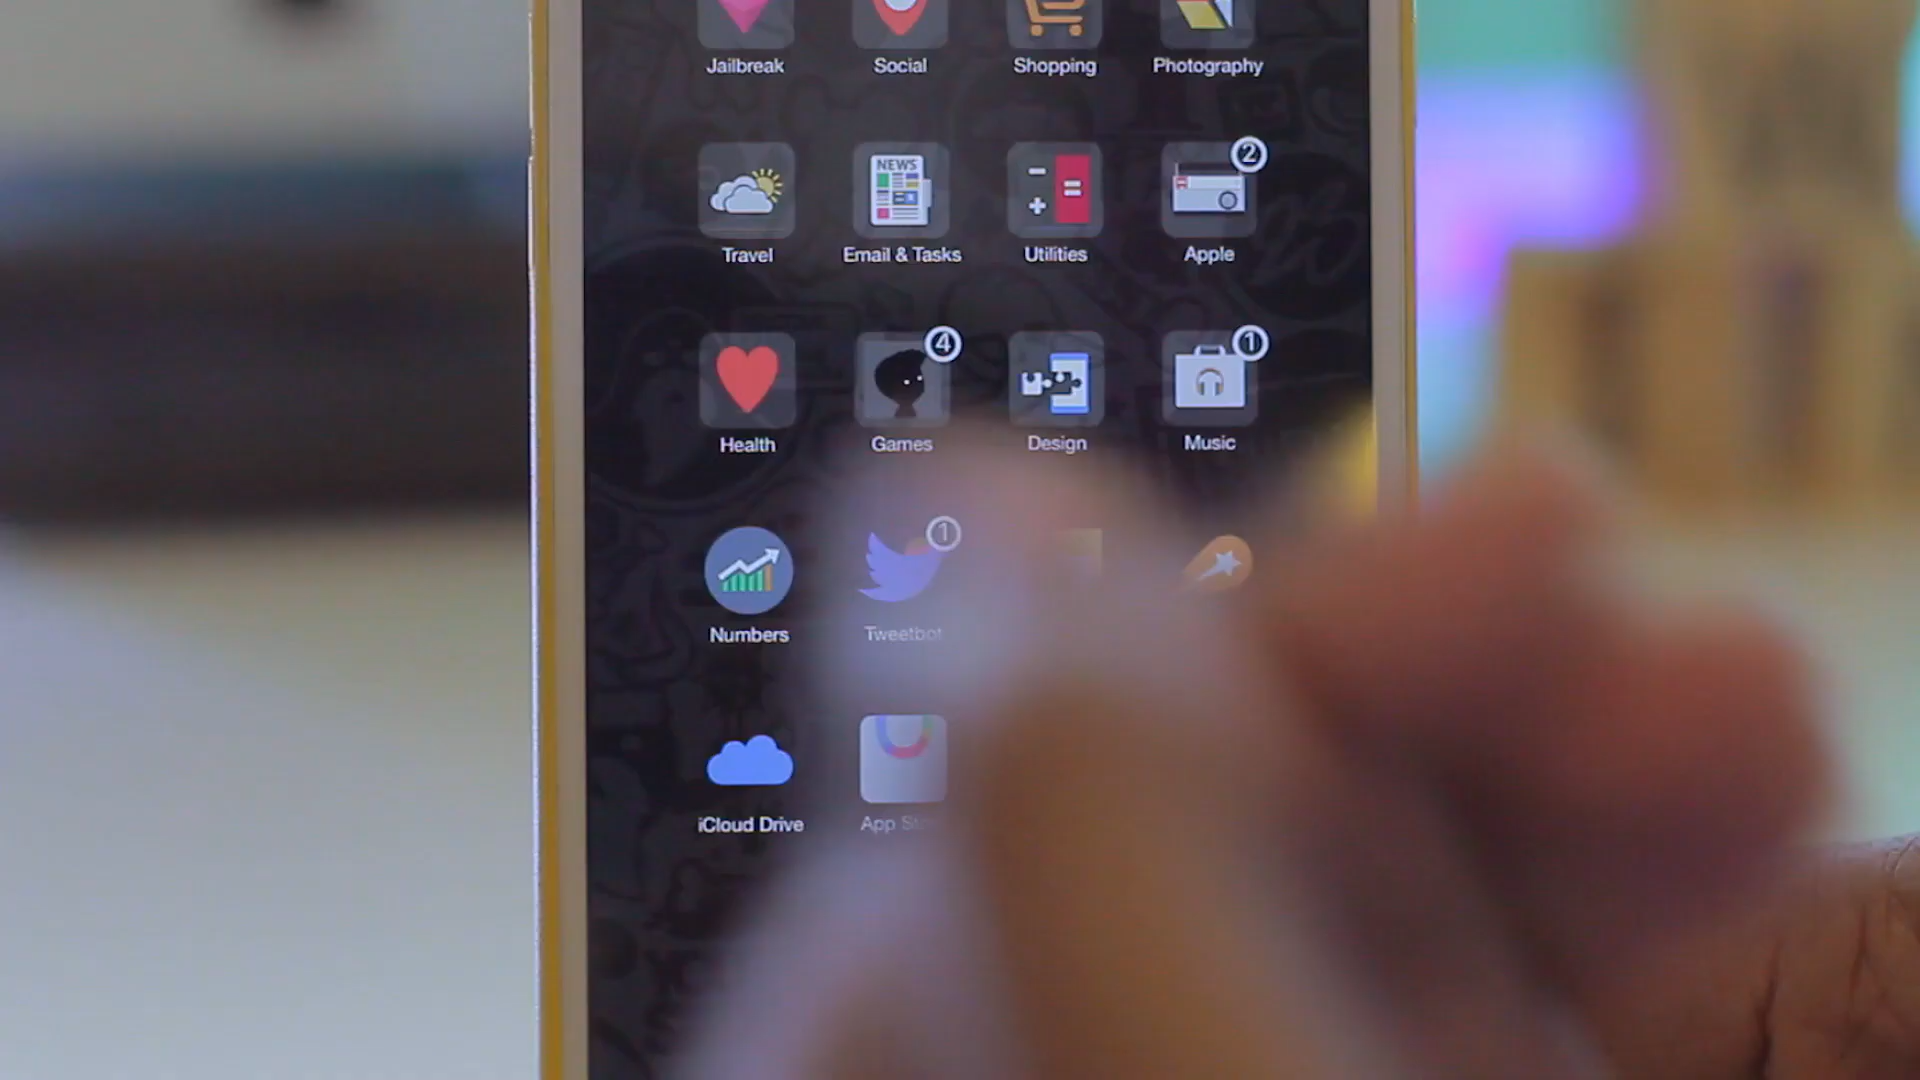 Jailbreak Social Shopping Photography
2
NEWS
Travel Email & Tasks Utilities Apple
4 1
Health Games Design Music
1
Numbers Tweetbot
iCloud Drive App